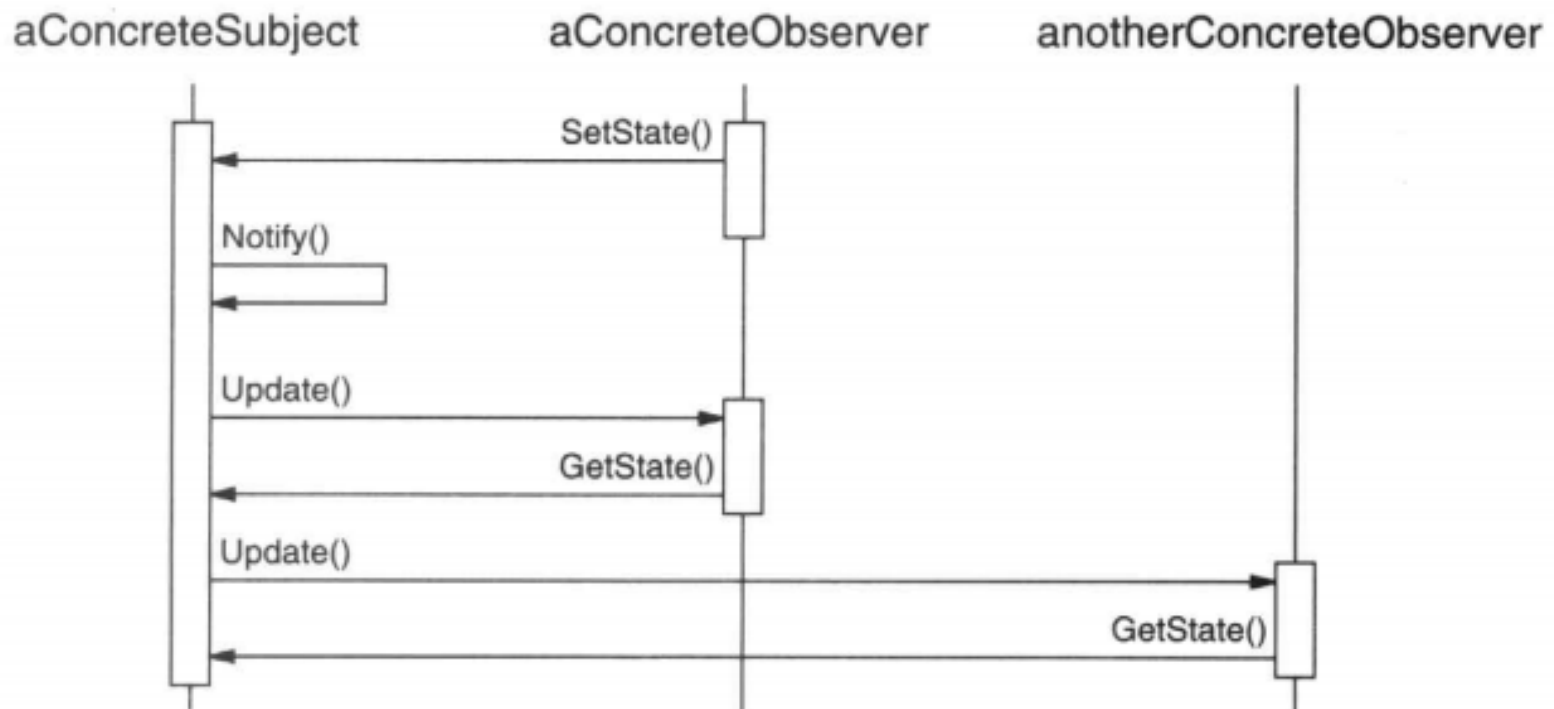 aConcreteSubject aConcreteObserver anotherConcreteObserver
SetState()
Notify()
Update()
GetState()
Update()
GetState()